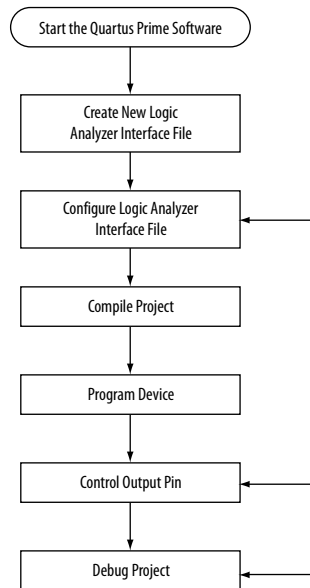 Start the Quartus Prime Software
Create New Logic
Analyzer Interface File
Configure Logic Analyzer
Interface File
Compile Project
Program Device
Control Output Pin
Debug Project